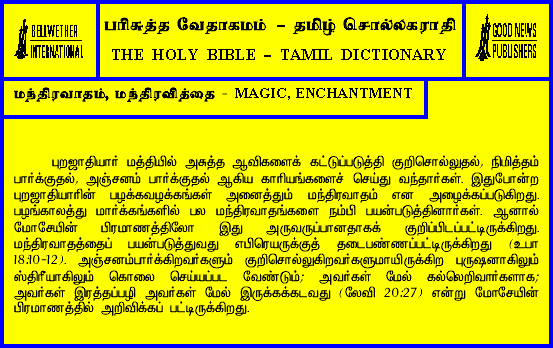 BELLWETHER
INTERNATIONAL
பரிசுத்த வேதாகமம் – தமிழ் சொல்லகராதி
THE HOLY BIBLE – TAMIL DICTIONARY
GOOD NEWS
PUBLISHERS
மந்திரவாதம், மந்திரவித்தை - MAGIC, ENCHANTMENT
புறஜாதியார் மத்தியில் அசுத்த ஆவிகளைக் கட்டுப்படுத்தி குறிசொல்லுதல், நிமித்தம்
பார்க்குதல், அஞ்சனம் பார்க்குதல் ஆகிய காரியங்களைச் செய்து வந்தார்கள். இதுபோன்ற
புறஜாதியாரின் பழக்கவழக்கங்கள் அனைத்தும் மந்திரவாதம் என அழைக்கப்படுகிறது.
பழங்காலத்து மார்க்கங்களில் பல மந்திரவாதங்களை நம்பி பயன்படுத்தினார்கள். ஆனால்
மோசேயின் பிரமாணத்திலோ இது அருவருப்பானதாகக் குறிப்பிடப்பட்டிருக்கிறது.
மந்திரவாதத்தைப் பயன்படுத்துவது எபிரெயருக்குத் தடைபண்ணப்பட்டிருக்கிறது (உபா
18:10-12). அஞ்சனம்பார்க்கிறவர்களும் குறிசொல்லுகிறவர்களுமாயிருக்கிற புருஷனாகிலும்
ஸ்திரீயாகிலும் கொலை செய்யப்பட வேண்டும்; அவர்கள் மேல் கல்லெறிவார்களாக;
அவர்கள் இரத்தப்பழி அவர்கள் மேல் இருக்கக்கடவது (லேவி 20:27) என்று மோசேயின்
பிரமாணத்தில் அறிவிக்கப் பட்டிருக்கிறது.